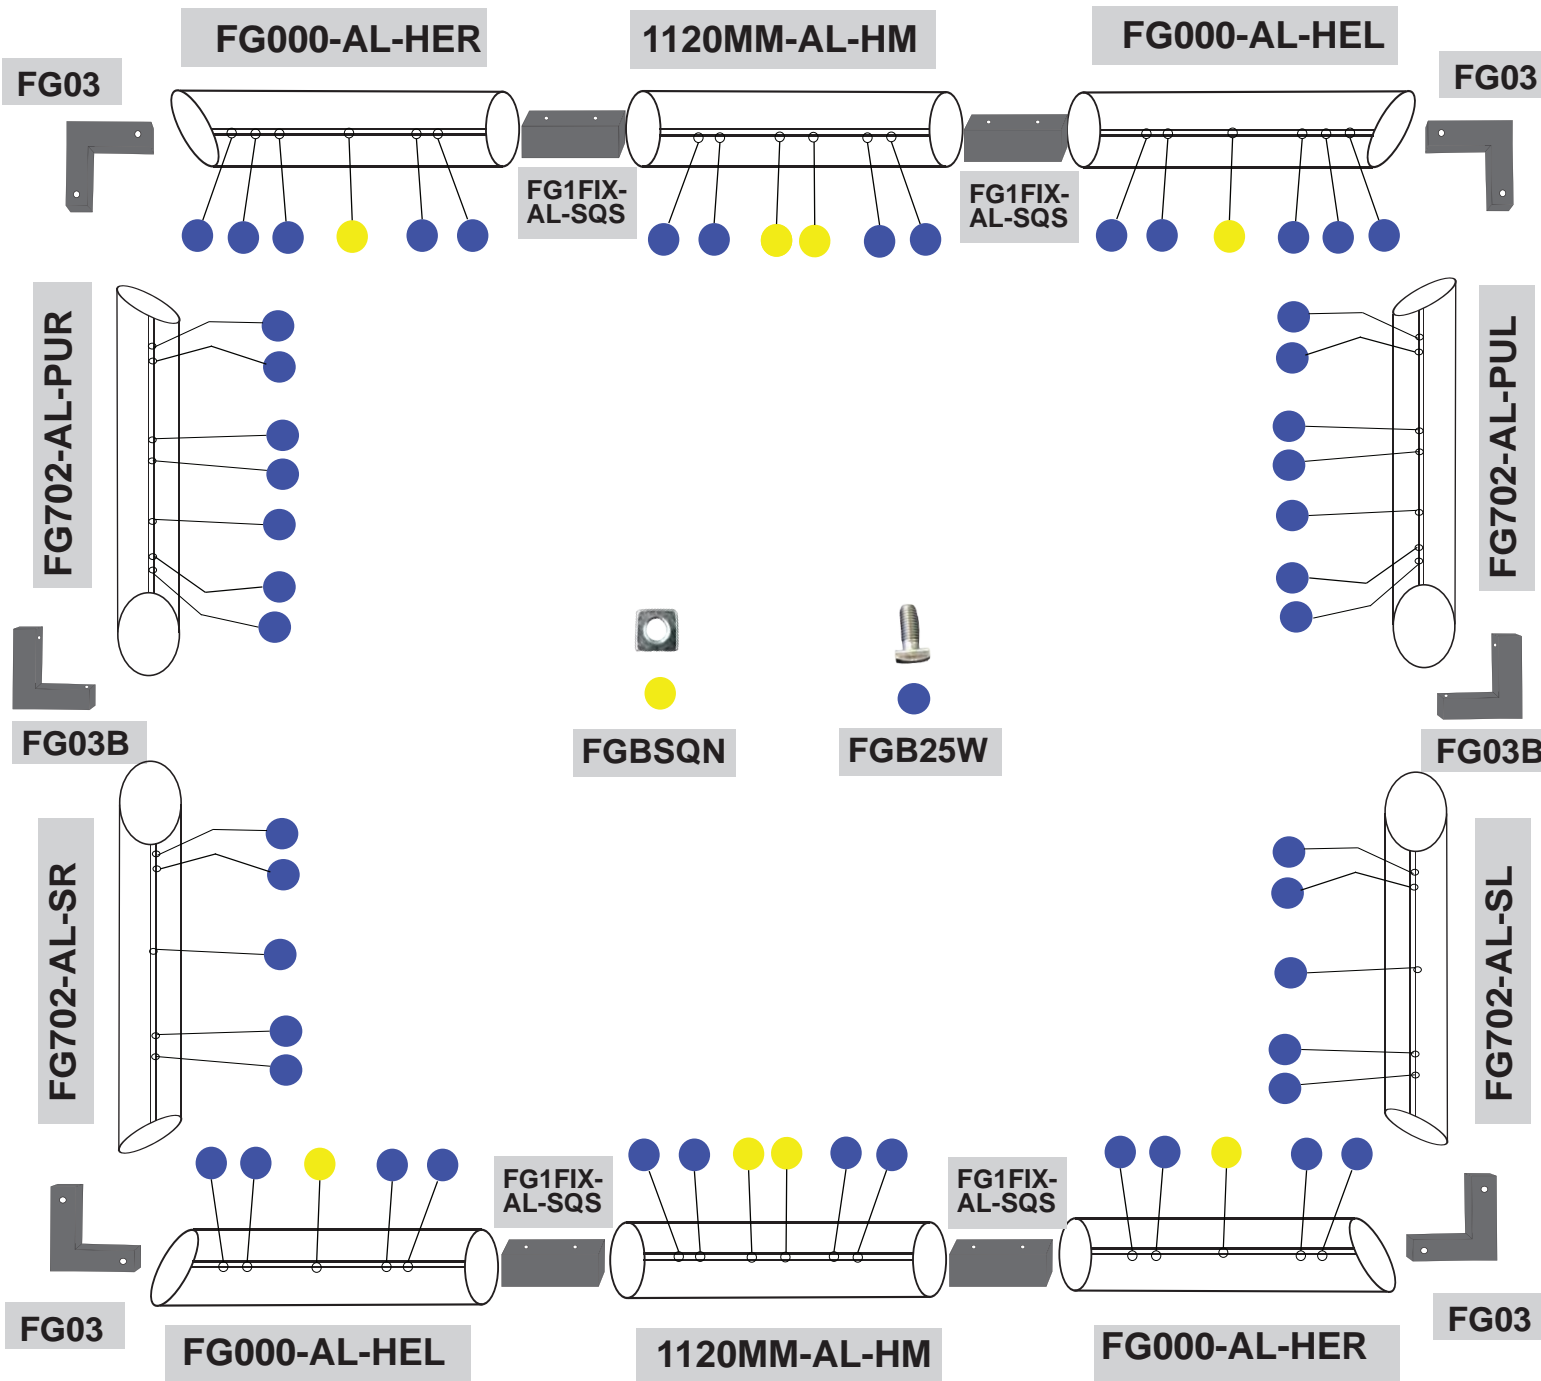 FG000-AL-HER
1120MM-AL-HM
FG000-AL-HEL
FG03
FG03
FG1FIX-
AL-SQS
FG1FIX-
AL-SQS
FG702-AL-PUR
FG702-AL-PUL
FG03B
FGBSQN
FGB25W
FG03B
FG702-AL-SR
FG702-AL-SL
FG1FIX-
AL-SQS
FG1FIX-
AL-SQS
FG03
FG03
FG000-AL-HEL
1120MM-AL-HM
FG000-AL-HER